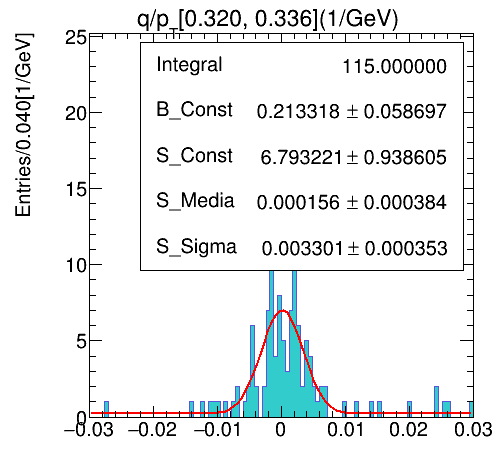 q/p_T[0.320, 0.336](1/GeV)
Entries/0.040[1/GeV]
Integral 115.000000
B_Const 0.213318 ± 0.058697
S_Const 6.793221 ± 0.938605
S_Media 0.000156 ± 0.000384
S_Sigma 0.003301 ± 0.000353
25
20
15
10
5
0
−0.03 −0.02 −0.01 0 0.01 0.02 0.03